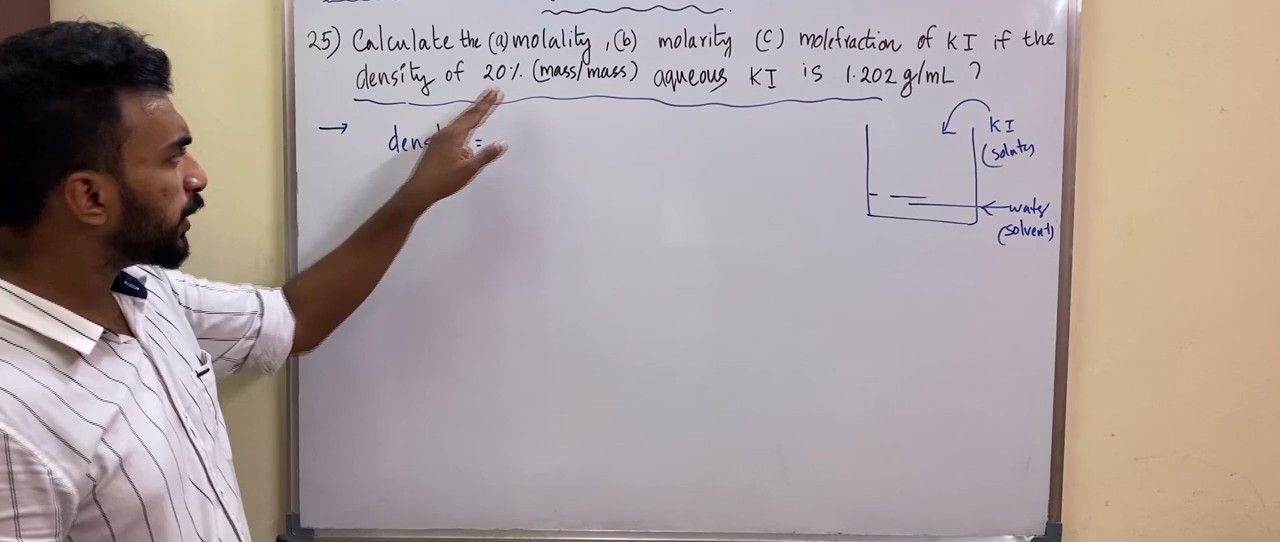 25) Calculate the (a) molality , (b) molarity (c) molefraction of KI if the
density of 20% (mass/mass) aqueous KI is 1.202 g/mL ?
→ =
KI
(solute)
water
(solvent)